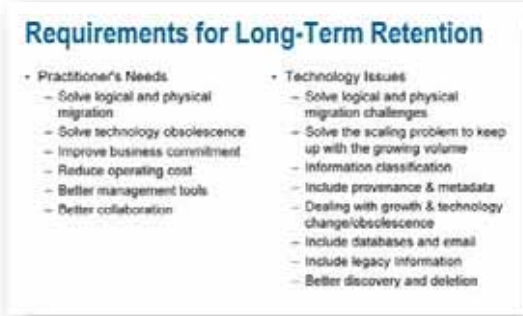 Requirements for Long-Term Retention
• Practitioner's Needs
– Solve logical and physical
migration
– Solve technology obsolescence
– Improve business commitment
– Reduce operating cost
– Better management tools
– Better collaboration
• Technology Issues
– Solve logical and physical
migration challenges
– Solve the scaling problem to keep
up with the growing volume
– Information classification
– Include provenance & metadata
– Dealing with growth & technology
change/obsolescence
– Include databases and email
– Include legacy Information
– Better discovery and deletion